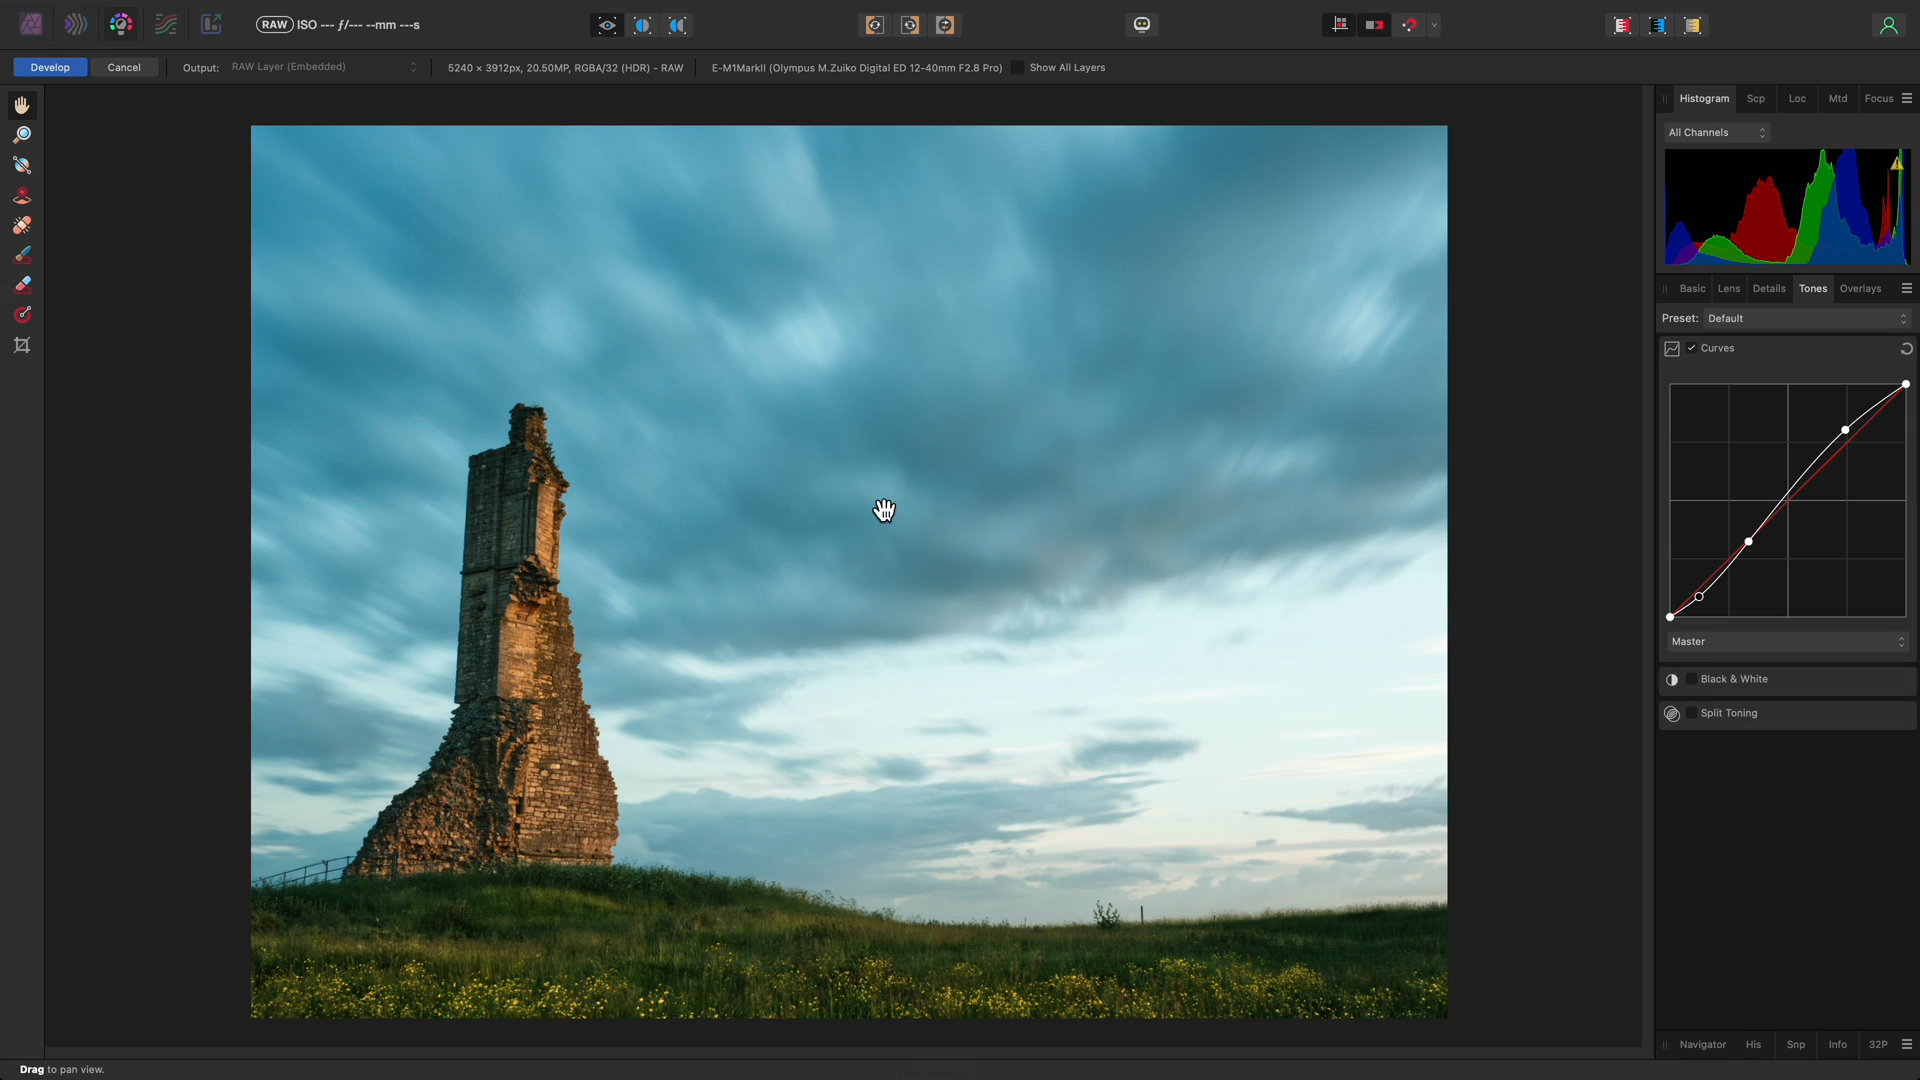 RAW ISO --- ƒ/--- --mm ---s
Develop Cancel Output: RAW Layer (Embedded) 5240 × 3912px, 20.50MP, RGBA/32 (HDR) - RAW E-M1MarkII (Olympus M.Zuiko Digital ED 12-40mm F2.8 Pro) Show All Layers
Histogram Scp Loc Mtd Focus
All Channels
Basic Lens Details Tones Overlays
Preset: Default
Curves
Master
Black & White
Split Toning
Navigator His Snp Info 32P
Drag to pan view.